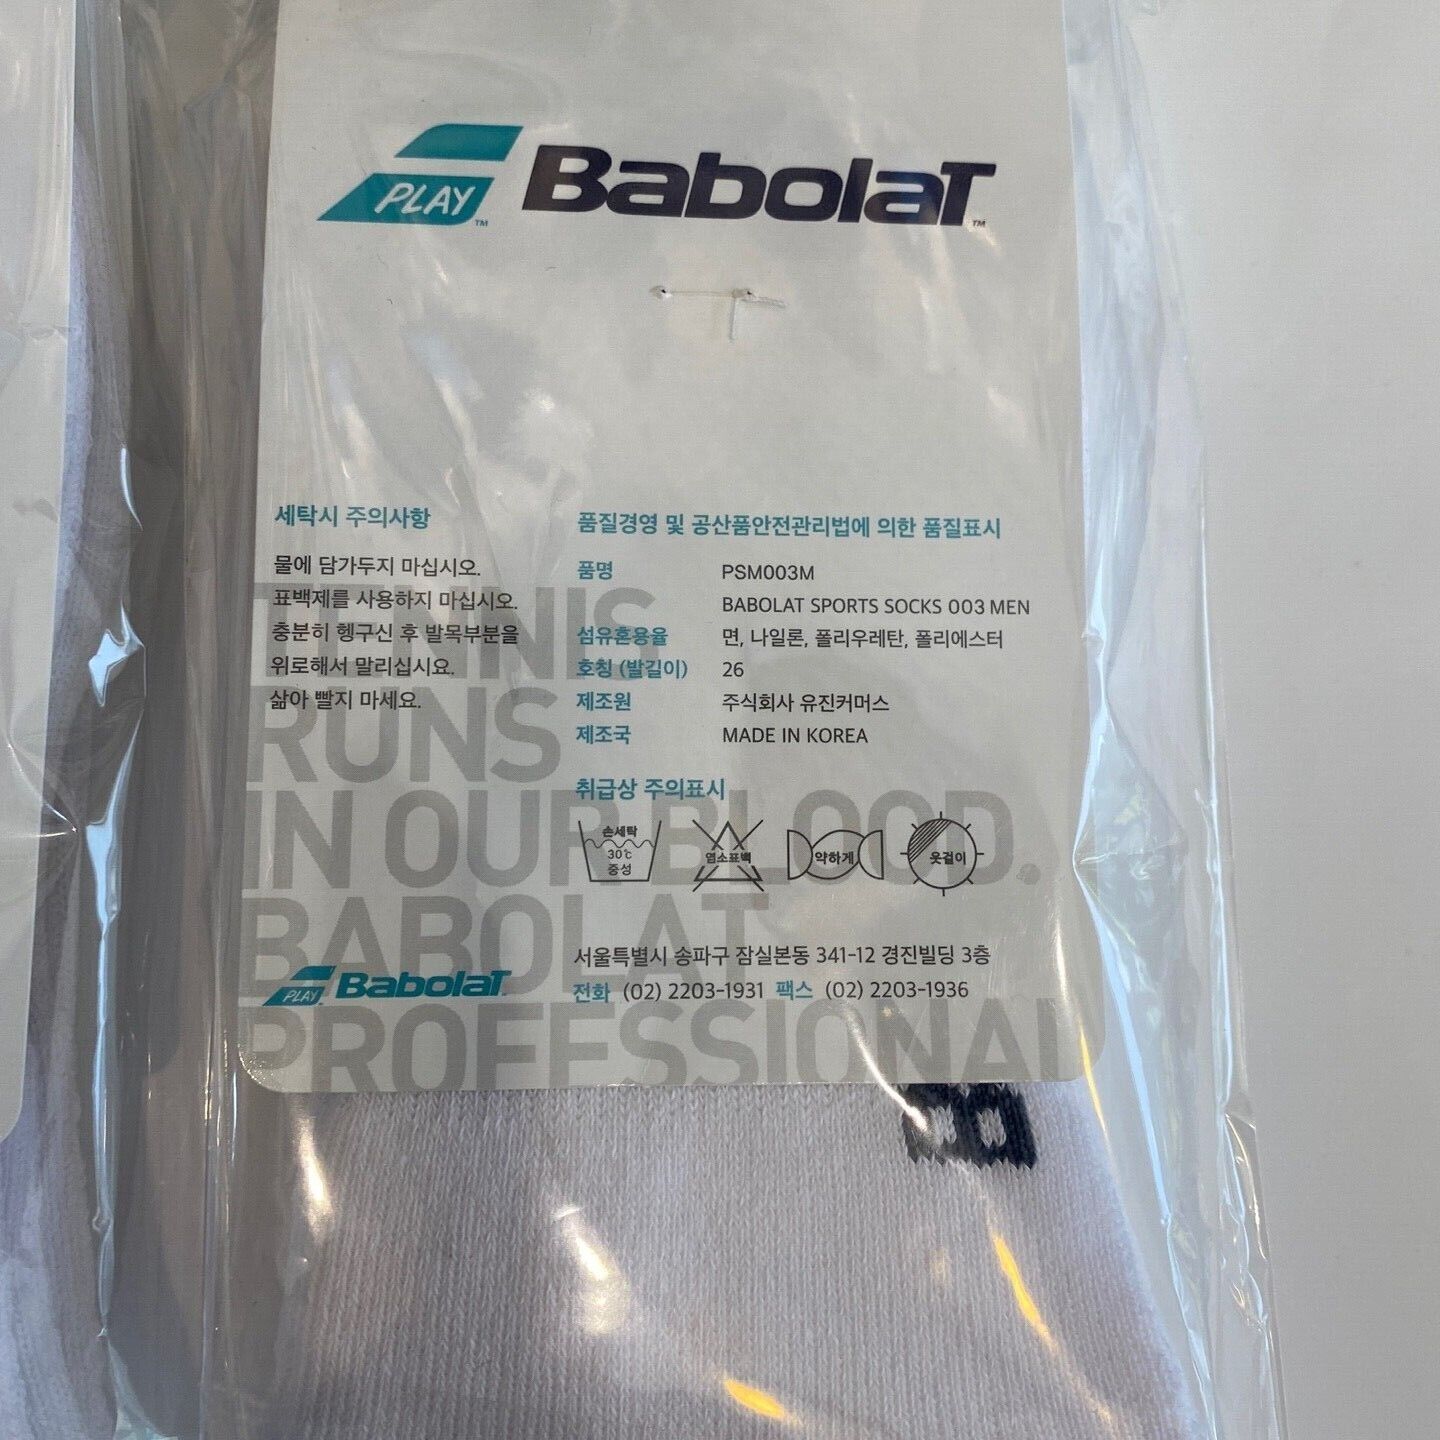 PLAY™ BabolaT™
세탁시 주의사항
물에 담가두지 마십시오.
표백제를 사용하지 마십시오.
충분히 헹구신 후 발목부분을
위로해서 말리십시요.
삶아 빨지 마세요.
품질경영 및 공산품안전관리법에 의한 품질표시
품명 PSM003M
BABOLAT SPORTS SOCKS 003 MEN
섬유혼용율 면, 나일론, 폴리우레탄, 폴리에스터
호칭 (발길이) 26
제조원 주식회사 유진커머스
제조국 MADE IN KOREA
취급상 주의표시
손세탁
30℃
중성
염소표백
약하게
옷걸이
서울특별시 송파구 잠실본동 341-12 경진빌딩 3층
전화 (02) 2203-1931 팩스 (02) 2203-1936
TENNIS
RUNS
IN OUR BLOOD.
BABOLAT
PROFESSIONAL
PLAY BabolaT